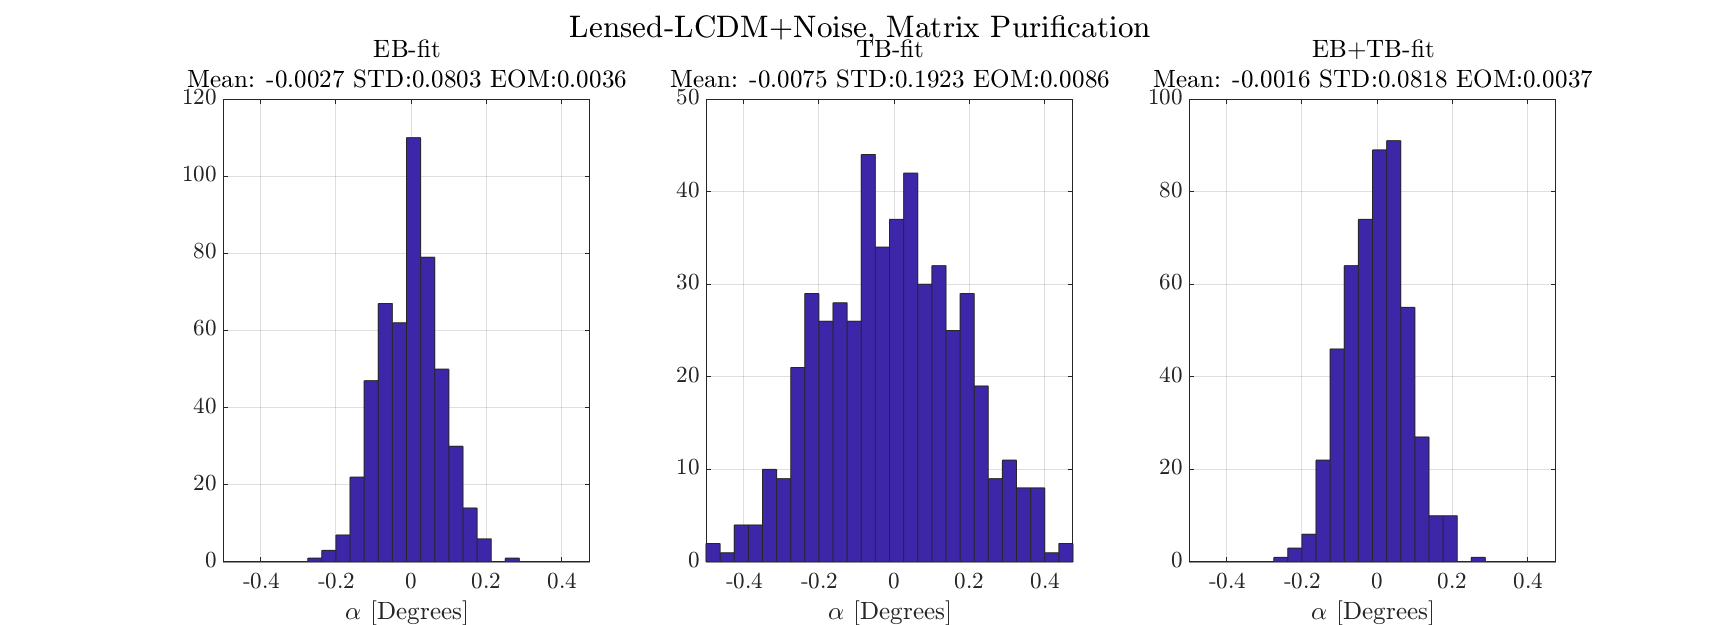 Lensed-LCDM+Noise, Matrix Purification
EB-fit
Mean: -0.0027 STD:0.0803 EOM:0.0036
120
100
80
60
40
20
0
-0.4 -0.2 0 0.2 0.4
α [Degrees]
TB-fit
Mean: -0.0075 STD:0.1923 EOM:0.0086
50
40
30
20
10
0
-0.4 -0.2 0 0.2 0.4
α [Degrees]
EB+TB-fit
Mean: -0.0016 STD:0.0818 EOM:0.0037
100
80
60
40
20
0
-0.4 -0.2 0 0.2 0.4
α [Degrees]